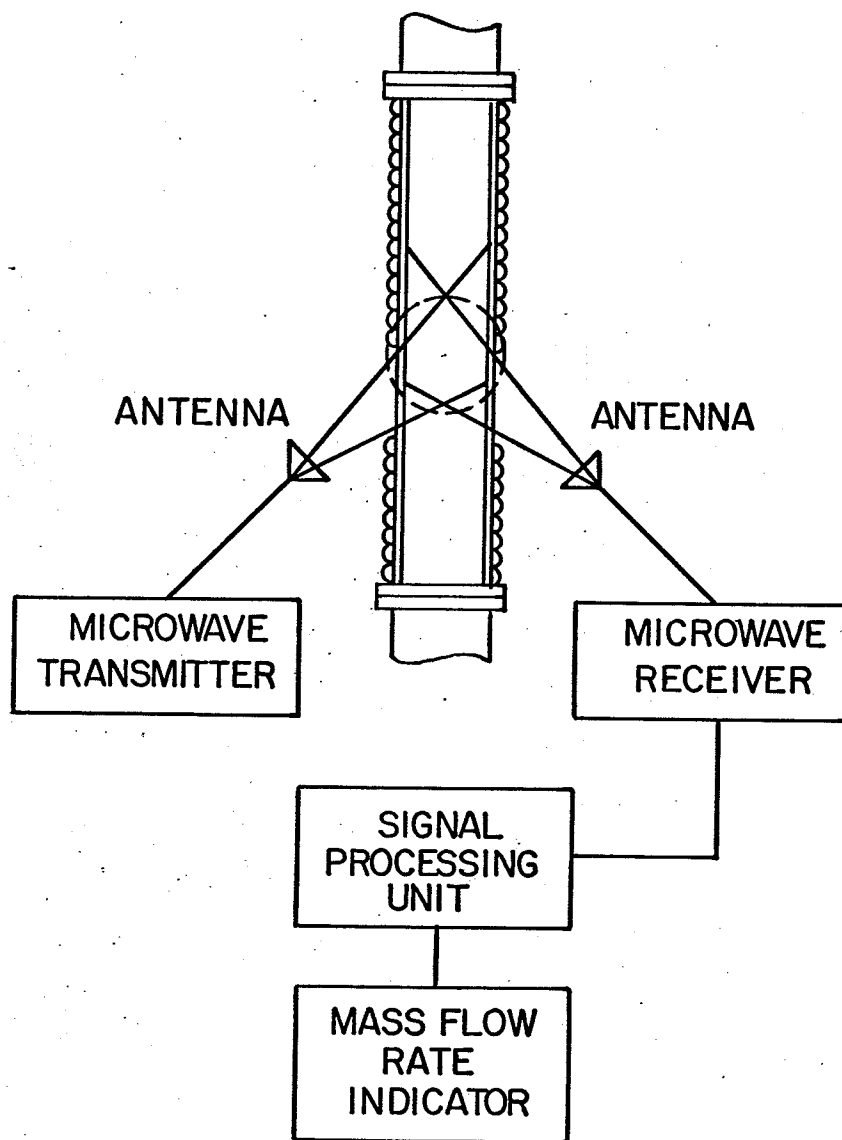 ANTENNA
ANTENNA
MICROWAVE
TRANSMITTER
MICROWAVE
RECEIVER
SIGNAL
PROCESSING
UNIT
MASS FLOW
RATE
INDICATOR